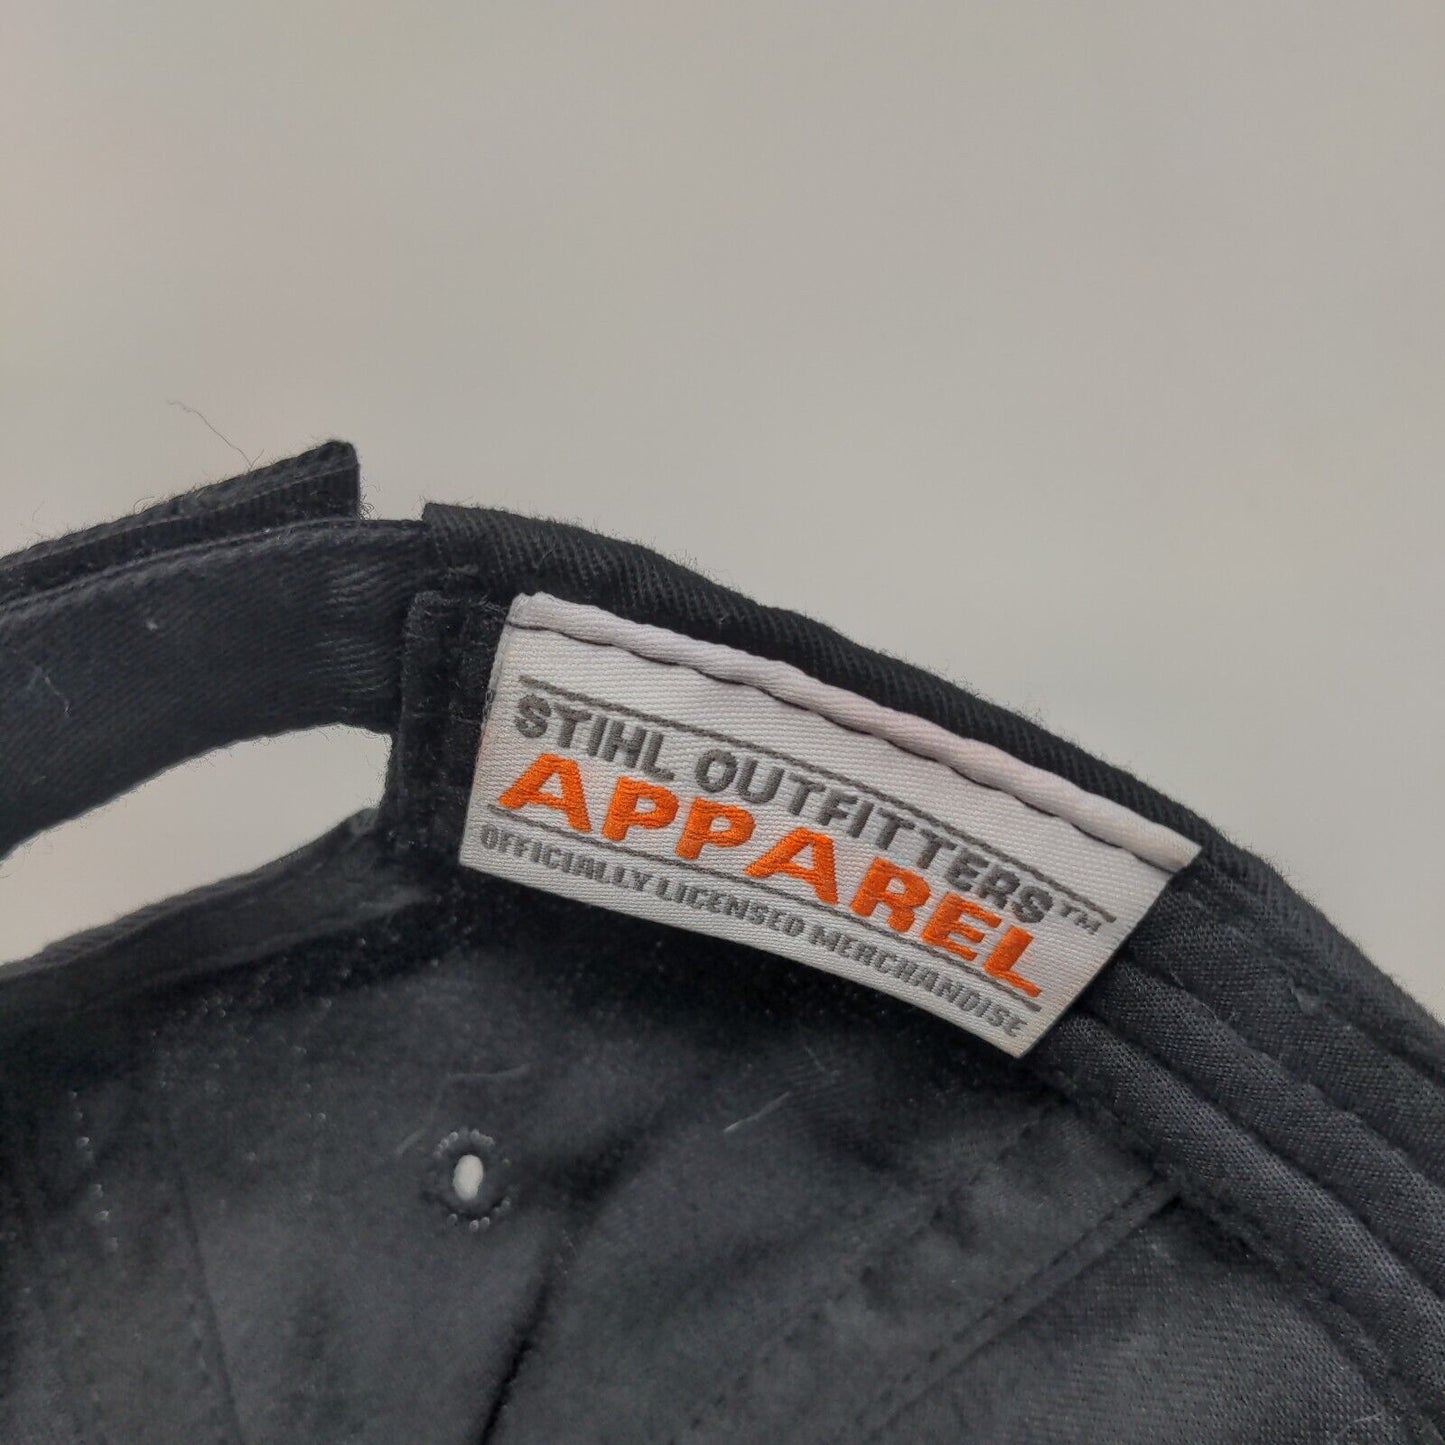 STIHL OUTFITTERS™
APPAREL
OFFICIALLY LICENSED MERCHANDISE